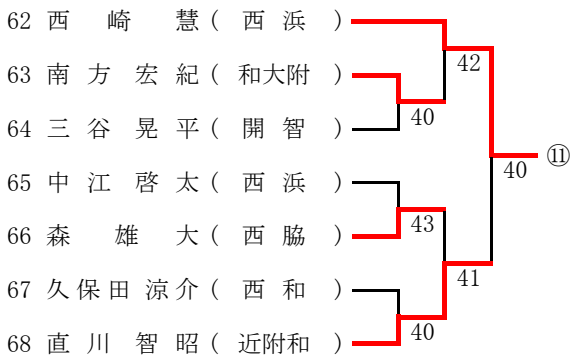 62 西崎 慧 ( 西浜 )
42
63 南方宏紀 ( 和大附 )
40
64 三谷晃平 ( 開智 )
40 ⑪
65 中江啓太 ( 西浜 )
43
66 森 雄大 ( 西脇 )
41
67 久保田涼介 ( 西和 )
40
68 直川智昭 ( 近附和 )